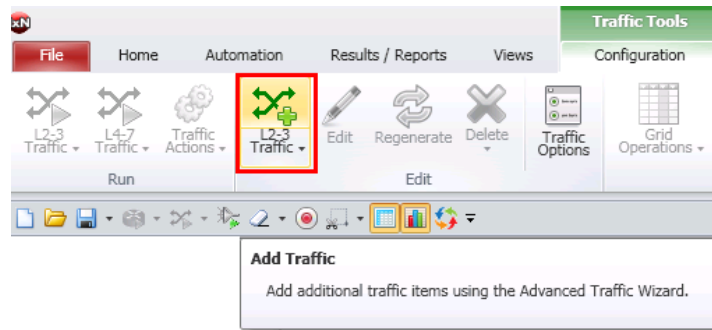 xN
Traffic Tools
File Home Automation Results / Reports Views Configuration
L2-3 Traffic L4-7 Traffic Traffic Actions L2-3 Traffic Edit Regenerate Delete Traffic Options Grid Operations
Run Edit
Add Traffic
Add additional traffic items using the Advanced Traffic Wizard.